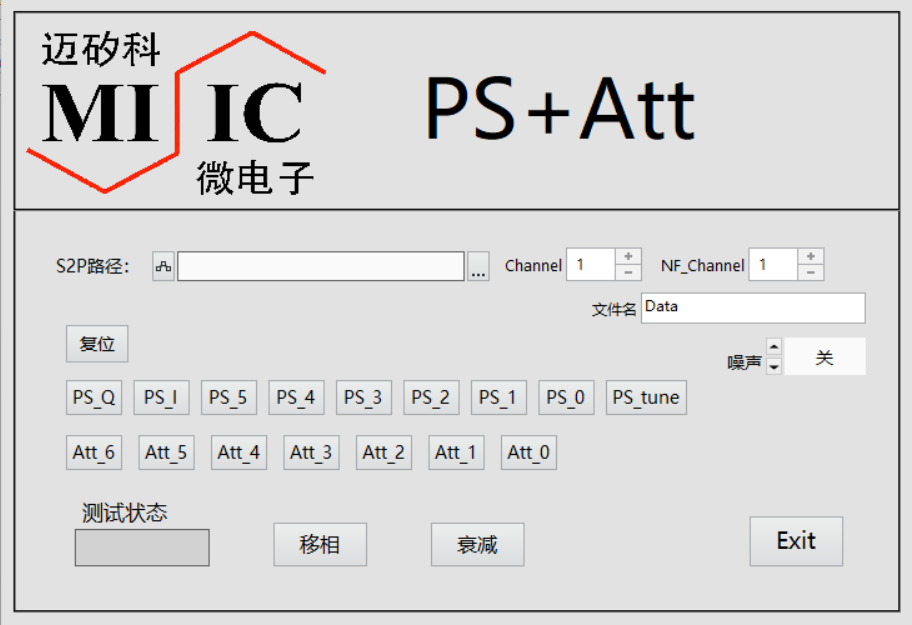 迈矽科
MISIC
微电子
PS+Att
S2P路径：
...
Channel 1
NF_Channel 1
文件名 Data
复位
噪声 关
PS_Q PS_I PS_5 PS_4 PS_3 PS_2 PS_1 PS_0 PS_tune
Att_6 Att_5 Att_4 Att_3 Att_2 Att_1 Att_0
测试状态
移相 衰减 Exit